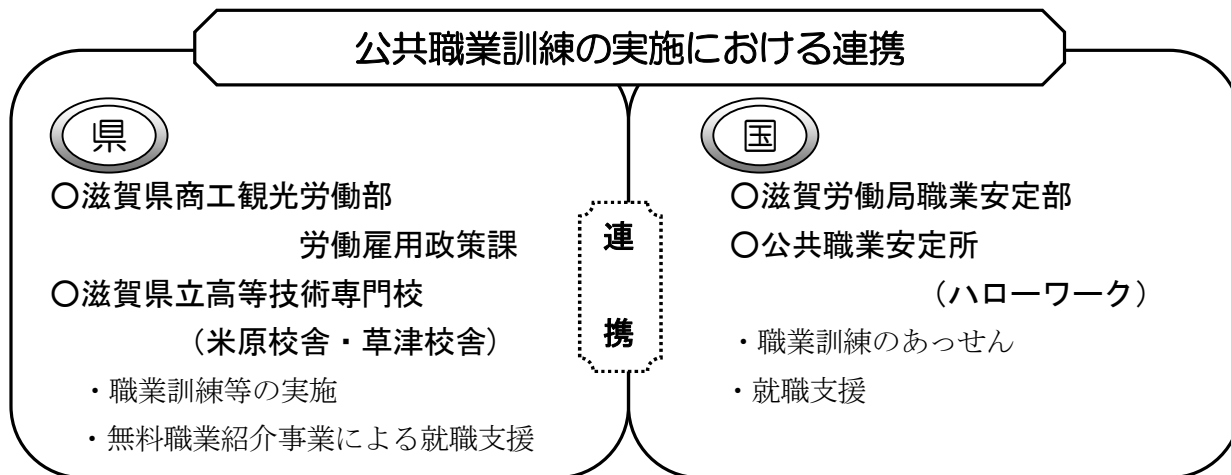 公共職業訓練の実施における連携
県
〇滋賀県商工観光労働部
労働雇用政策課
〇滋賀県立高等技術専門校
（米原校舎・草津校舎）
・職業訓練等の実施
・無料職業紹介事業による就職支援
連
携
国
〇滋賀労働局職業安定部
〇公共職業安定所
（ハローワーク）
・職業訓練のあっせん
・就職支援